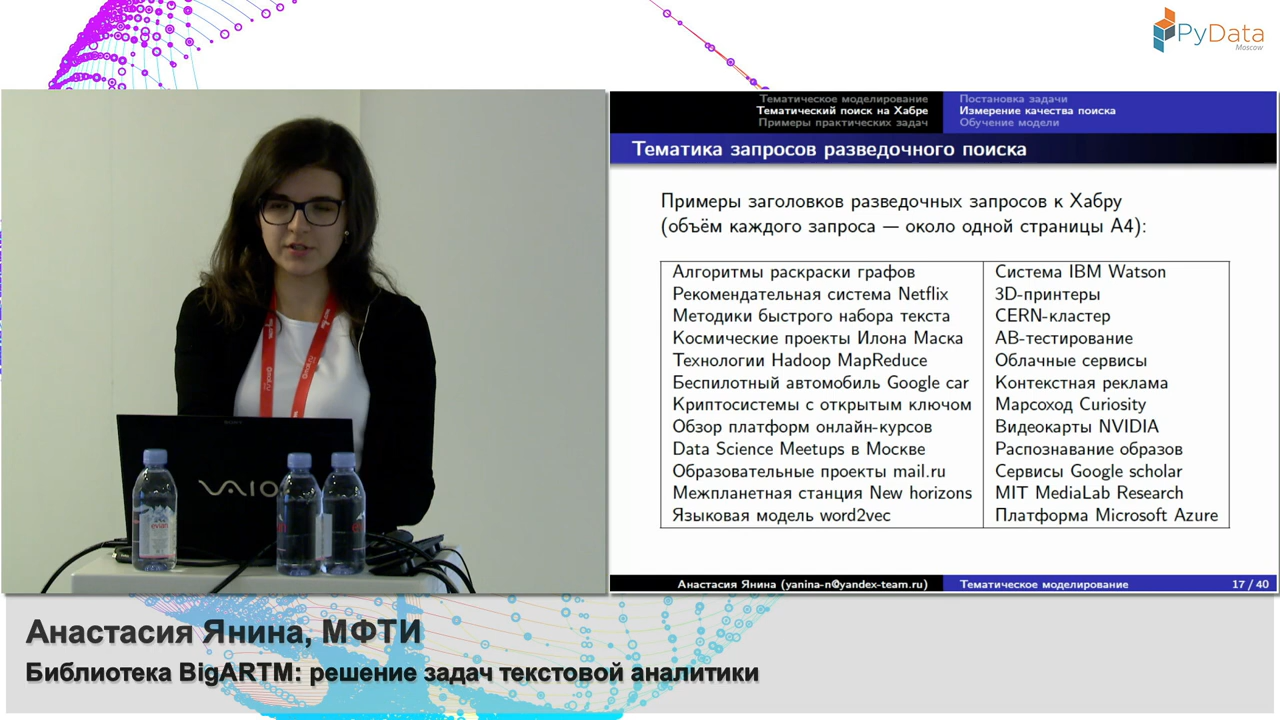 PyData
Moscow
Тематическое моделирование
Тематический поиск на Хабре
Примеры практических задач
Постановка задачи
Измерение качества поиска
Обучение модели
Тематика запросов разведочного поиска
Примеры заголовков разведочных запросов к Хабру
(объём каждого запроса — около одной страницы А4):
Алгоритмы раскраски графов
Рекомендательная система Netflix
Методики быстрого набора текста
Космические проекты Илона Маска
Технологии Hadoop MapReduce
Беспилотный автомобиль Google car
Криптосистемы с открытым ключом
Обзор платформ онлайн-курсов
Data Science Meetups в Москве
Образовательные проекты mail.ru
Межпланетная станция New horizons
Языковая модель word2vec
Система IBM Watson
3D-принтеры
CERN-кластер
АВ-тестирование
Облачные сервисы
Контекстная реклама
Марсоход Curiosity
Видеокарты NVIDIA
Распознавание образов
Сервисы Google scholar
MIT MediaLab Research
Платформа Microsoft Azure
Анастасия Янина (yanina-n@yandex-team.ru)
Тематическое моделирование
17 / 40
VAIO
evian
Анастасия Янина, МФТИ
Библиотека BigARTM: решение задач текстовой аналитики